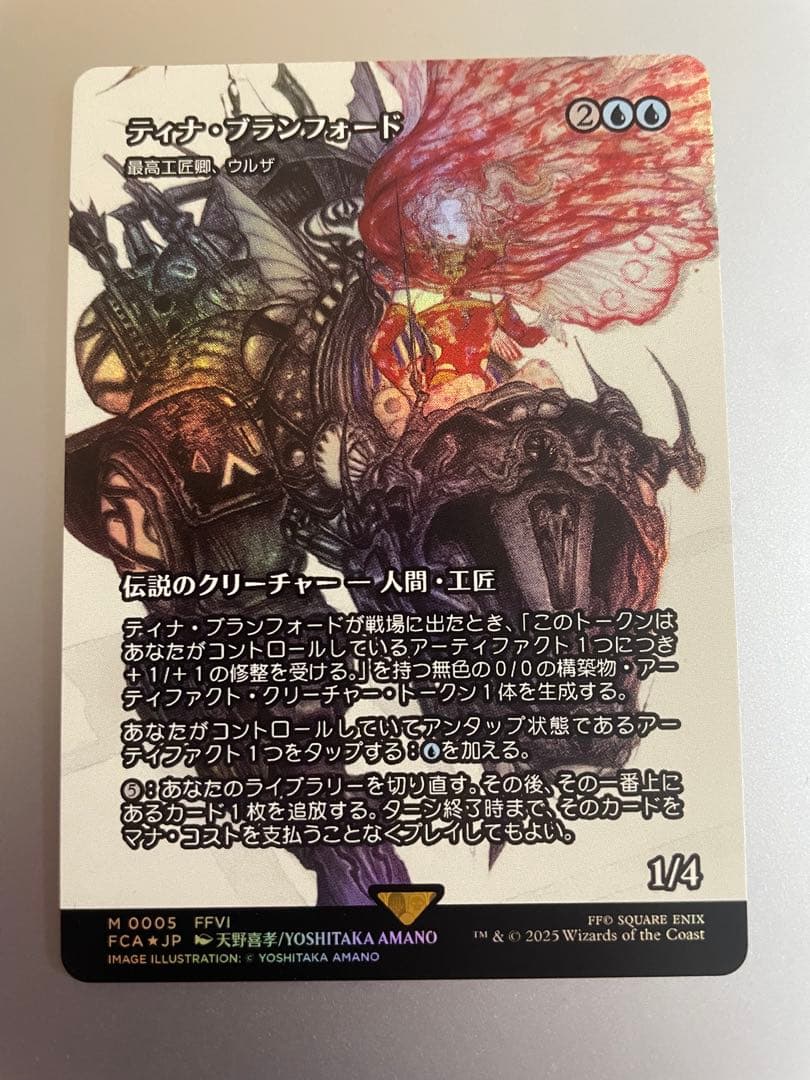 ティナ・ブランフォード
2
最高工匠卿、ウルザ
伝説のクリーチャー — 人間・工匠
ティナ・ブランフォードが戦場に出たとき、「このトークンは
あなたがコントロールしているアーティファクト1つにつき
+1/+1の修整を受ける。」を持つ無色の0/0の構築物・アー
ティファクト・クリーチャー・トークン1体を生成する。
あなたがコントロールしていてアンタップ状態であるアー
ティファクト1つをタップする:を加える。
5:あなたのライブラリーを切り直す。その後、その一番上に
あるカード1枚を追放する。ターン終了時まで、そのカードを
マナ・コストを支払うことなくプレイしてもよい。
1/4
M 0005 FFVI
FCA★JP 天野喜孝/YOSHITAKA AMANO
IMAGE ILLUSTRATION: © YOSHITAKA AMANO
FF© SQUARE ENIX
™ & © 2025 Wizards of the Coast